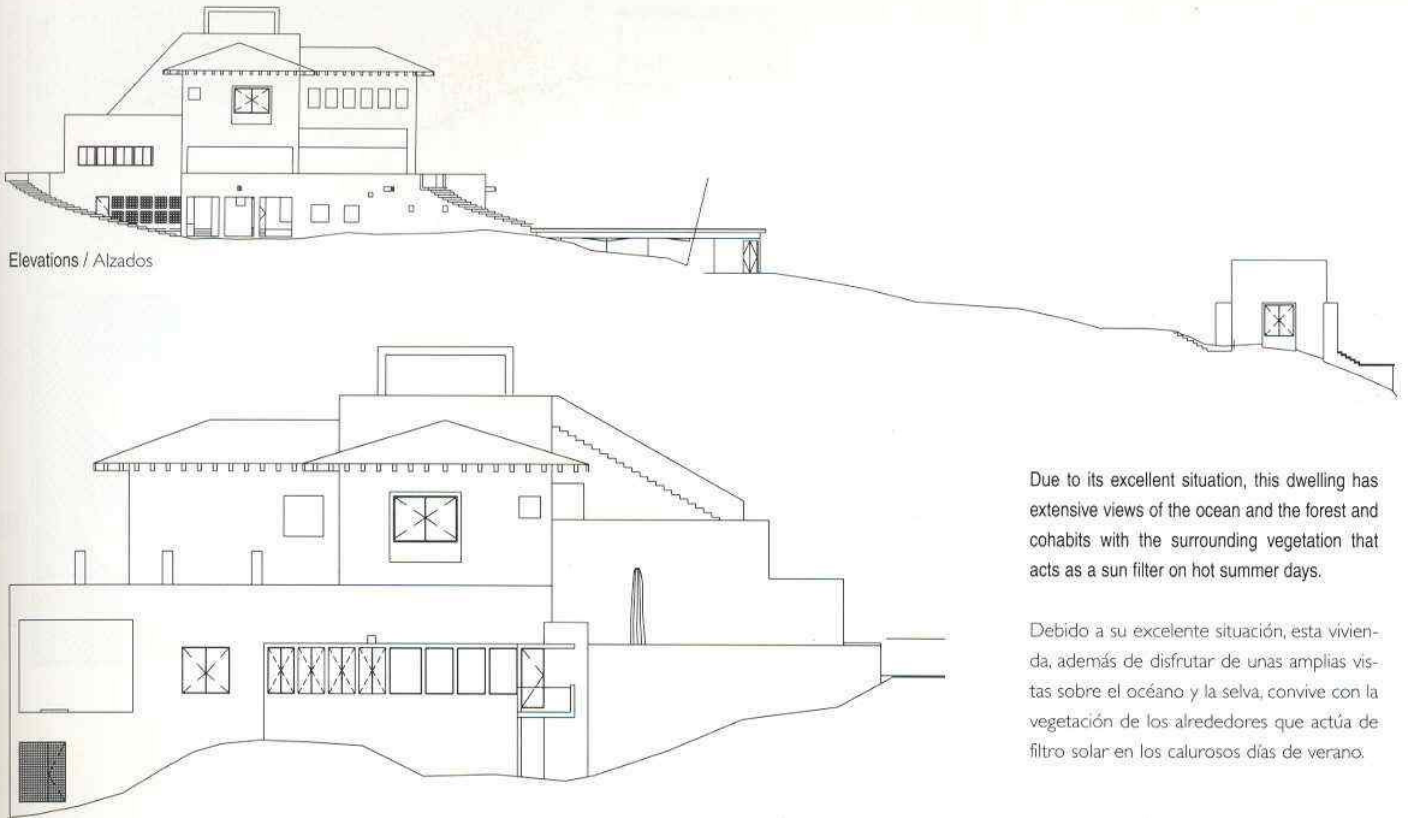 Elevations / Alzados
Due to its excellent situation, this dwelling has
extensive views of the ocean and the forest and
cohabits with the surrounding vegetation that
acts as a sun filter on hot summer days.
Debido a su excelente situación, esta vivien-
da, además de disfrutar de unas amplias vis-
tas sobre el océano y la selva, convive con la
vegetación de los alrededores que actúa de
filtro solar en los calurosos días de verano.